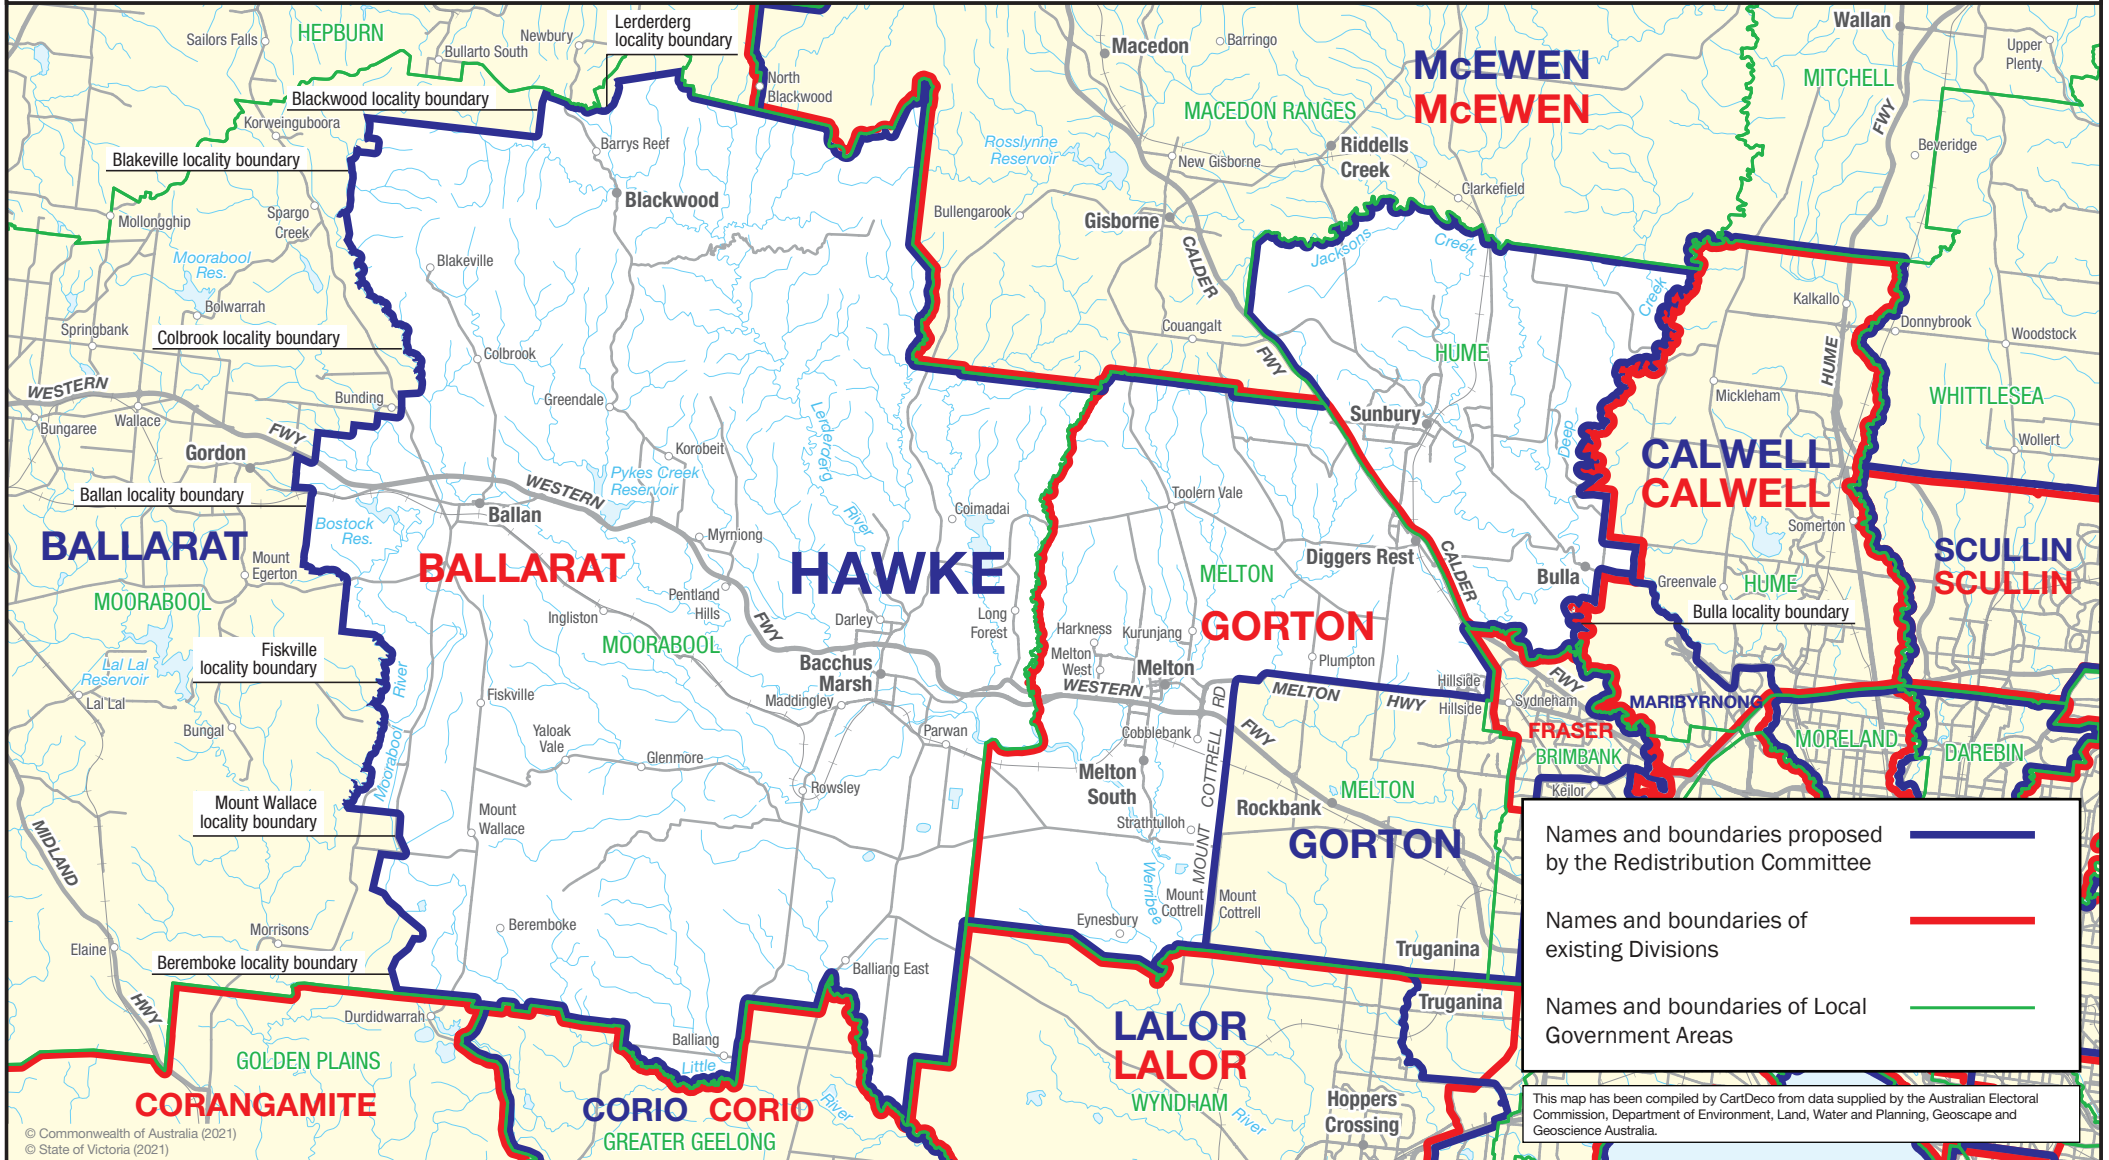 Wallan
Lerderderg
locality boundary
HEPBURN
Newbury
Sailors Falls
Bullarto South
Macedon
Barringo
Upper
Plenty
McEWEN
McEWEN
MITCHELL
North
Blackwood
Blackwood locality boundary
MACEDON RANGES
FWY
Korweinguboora
Rosslynne
Reservoir
Barrys Reef
Riddells
Creek
Beveridge
Blakeville locality boundary
New Gisborne
Clarkefield
Blackwood
Mollongghip
Spargo
Creek
Bullengarook
Gisborne
Jacksons
Creek
CALDER
Moorabool
Res.
Blakeville
Creek
Kalkallo
Bolwarrah
Donnybrook
Springbank
Couangalt
Woodstock
Colbrook locality boundary
Colbrook
HUME
FWY
HUME
WESTERN
Bunding
Greendale
Mickleham
WHITTLESEA
Wallace
Bungaree
FWY
Lerderderg
River
Sunbury
Gordon
Korobeit
Deep
CALWELL
CALWELL
Wollert
Pykes Creek
Reservoir
WESTERN
Toolern Vale
Ballan locality boundary
Ballan
Coimadai
Somerton
Bostock
Res.
BALLARAT
Myrniong
Diggers Rest
CALDER
SCULLIN
SCULLIN
Mount
Egerton
BALLARAT
HAWKE
MELTON
Bulla
Greenvale
HUME
MOORABOOL
Pentland
Hills
Ingliston
FWY
Darley
Long
Forest
Bulla locality boundary
GORTON
MOORABOOL
Harkness
Kurunjang
Fiskville
locality boundary
Melton
West
Melton
Plumpton
Lal Lal
Reservoir
River
Bacchus
Marsh
WESTERN
MELTON
HWY
Hillside
Hillside
FWY
Lal Lal
Fiskville
Maddingley
RD
Sydneham
MARIBYRNONG
Bungal
Yaloak
Vale
Parwan
Cobblebank
FWY
FRASER
BRIMBANK
MORELAND
DAREBIN
Glenmore
Moorabool
Melton
South
COTTRELL
MELTON
Keilor
Rowsley
Rockbank
Mount Wallace
locality boundary
Mount
Wallace
Strathtulloh
MOUNT
GORTON
MIDLAND
Werribee
Names and boundaries proposed
by the Redistribution Committee
Mount
Cottrell
Mount
Cottrell
Beremboke
Eynesbury
Names and boundaries of
existing Divisions
Morrisons
Elaine
Truganina
Beremboke locality boundary
Balliang East
HWY
Truganina
Names and boundaries of Local
Government Areas
Durdidwarrah
LALOR
LALOR
Balliang
GOLDEN PLAINS
Little
River
CORANGAMITE
CORIO
CORIO
WYNDHAM
River
Hoppers
Crossing
GREATER GEELONG
This map has been compiled by CartDeco from data supplied by the Australian Electoral
Commission, Department of Environment, Land, Water and Planning, Geoscape and
Geoscience Australia.
© Commonwealth of Australia (2021)
© State of Victoria (2021)